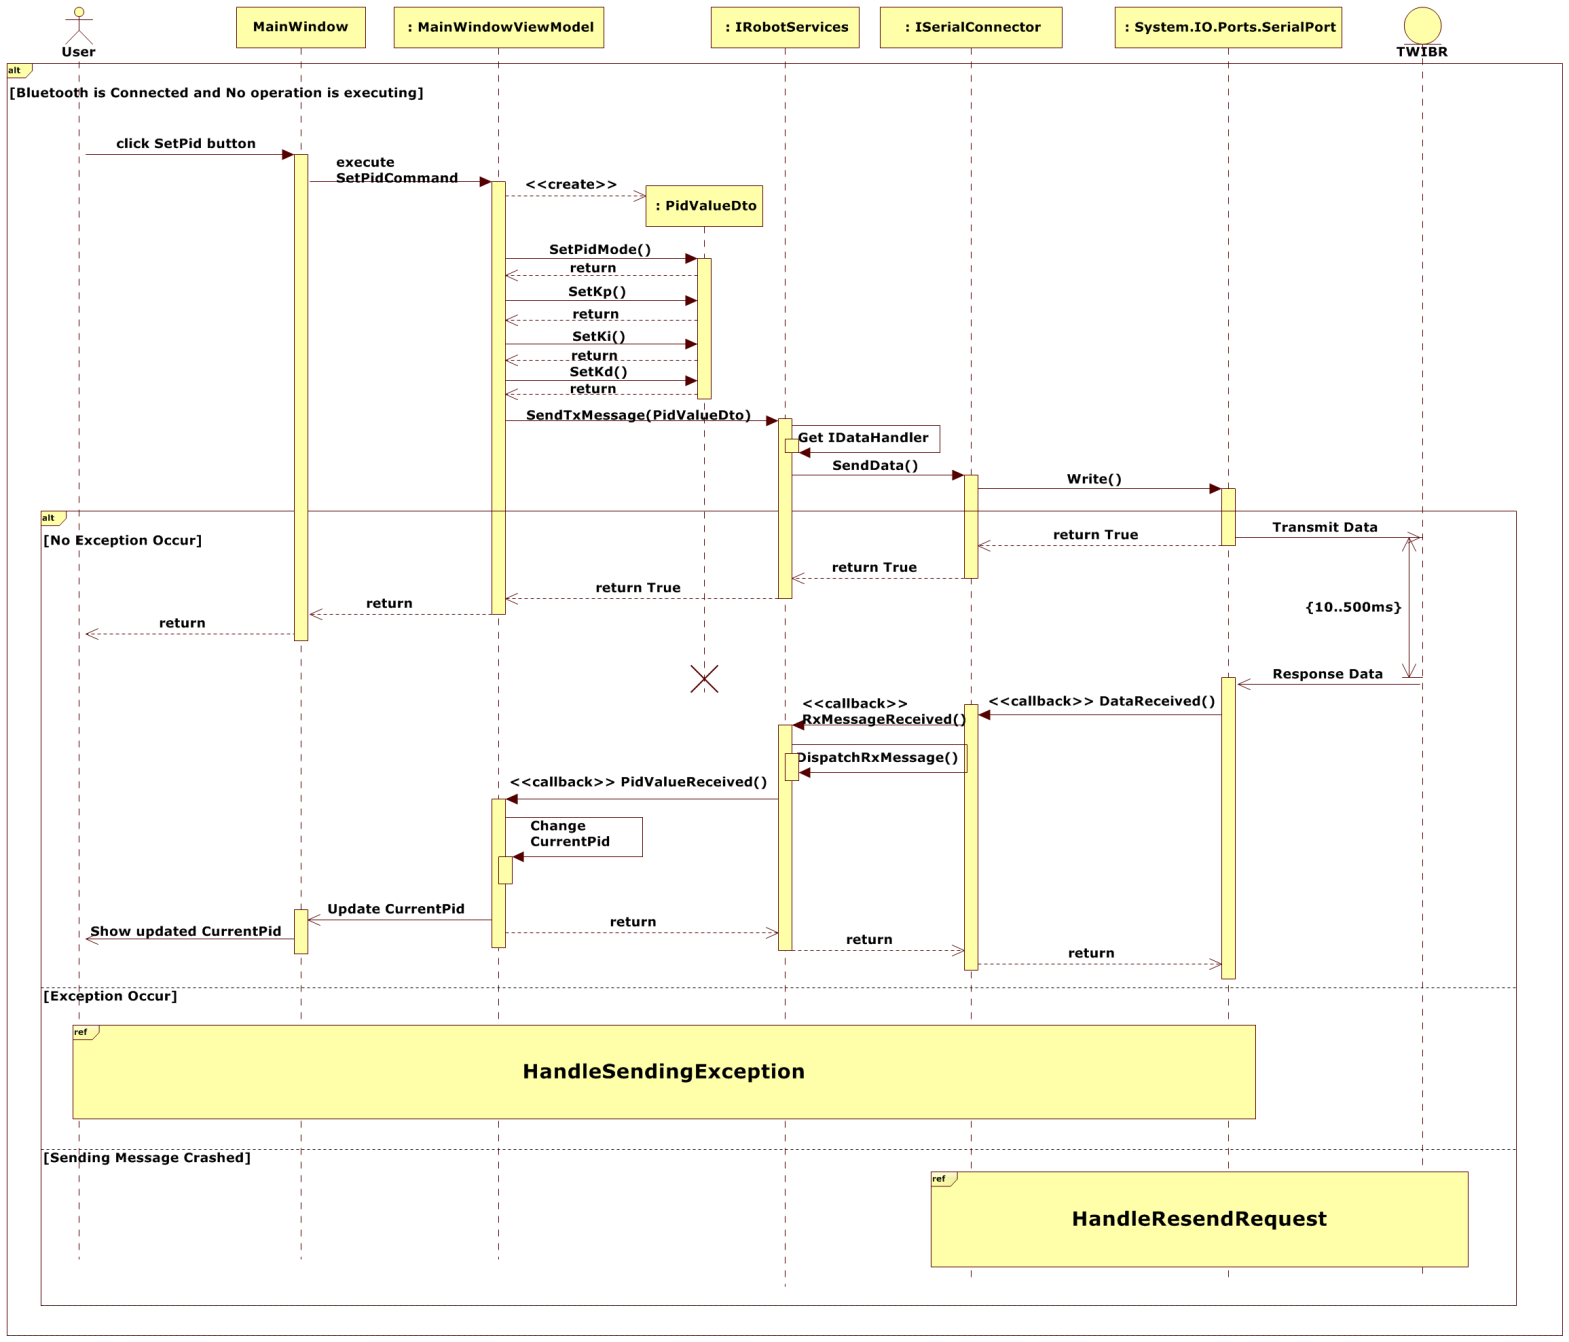 User
MainWindow
: MainWindowViewModel
: IRobotServices
: ISerialConnector
: System.IO.Ports.SerialPort
TWIBR
alt
[Bluetooth is Connected and No operation is executing]
click SetPid button
execute
SetPidCommand
<<create>>
: PidValueDto
SetPidMode()
return
SetKp()
return
SetKi()
return
SetKd()
return
SendTxMessage(PidValueDto)
Get IDataHandler
SendData()
Write()
alt
[No Exception Occur]
Transmit Data
return True
return True
return True
return
return
{10..500ms}
Response Data
<<callback>> DataReceived()
<<callback>>
RxMessageReceived()
DispatchRxMessage()
<<callback>> PidValueReceived()
Change
CurrentPid
Update CurrentPid
Show updated CurrentPid
return
return
return
[Exception Occur]
ref
HandleSendingException
[Sending Message Crashed]
ref
HandleResendRequest